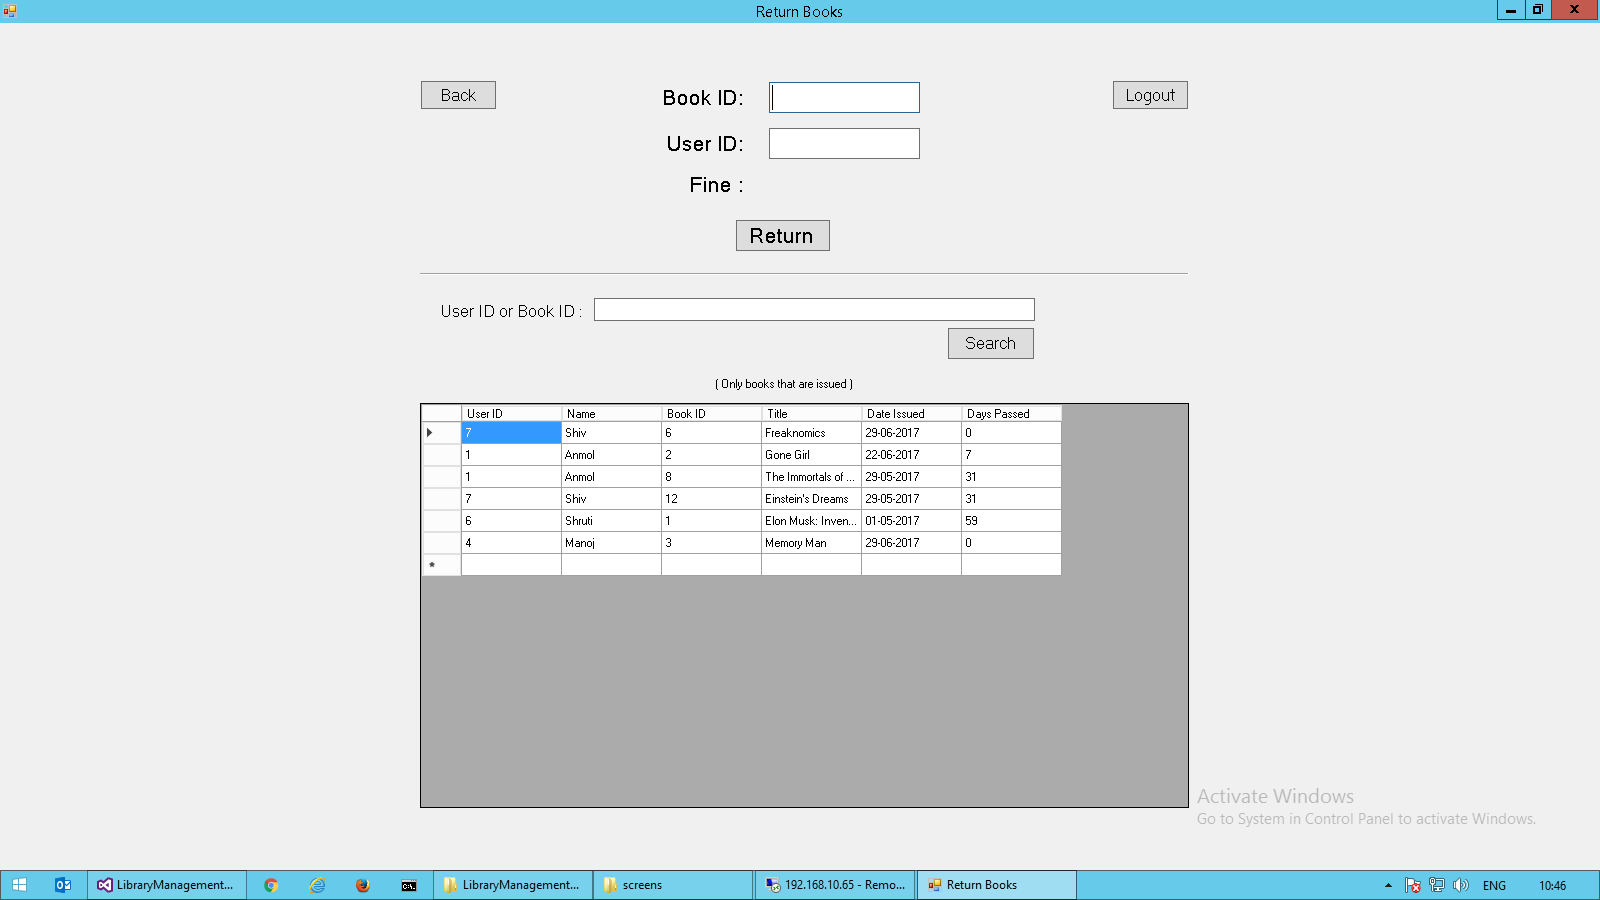 Return Books
Back
Book ID:
Logout
User ID:
Fine :
Return
User ID or Book ID :
Search
( Only books that are issued )
User ID Name Book ID Title Date Issued Days Passed
7 Shiv 6 Freaknomics 29-06-2017 0
1 Anmol 2 Gone Girl 22-06-2017 7
1 Anmol 8 The Immortals of ... 29-05-2017 31
7 Shiv 12 Einstein's Dreams 29-05-2017 31
6 Shruti 1 Elon Musk: Inven... 01-05-2017 59
4 Manoj 3 Memory Man 29-06-2017 0
Activate Windows
Go to System in Control Panel to activate Windows.
LibraryManagement... LibraryManagement... screens 192.168.10.65 - Remo... Return Books ENG 10:46